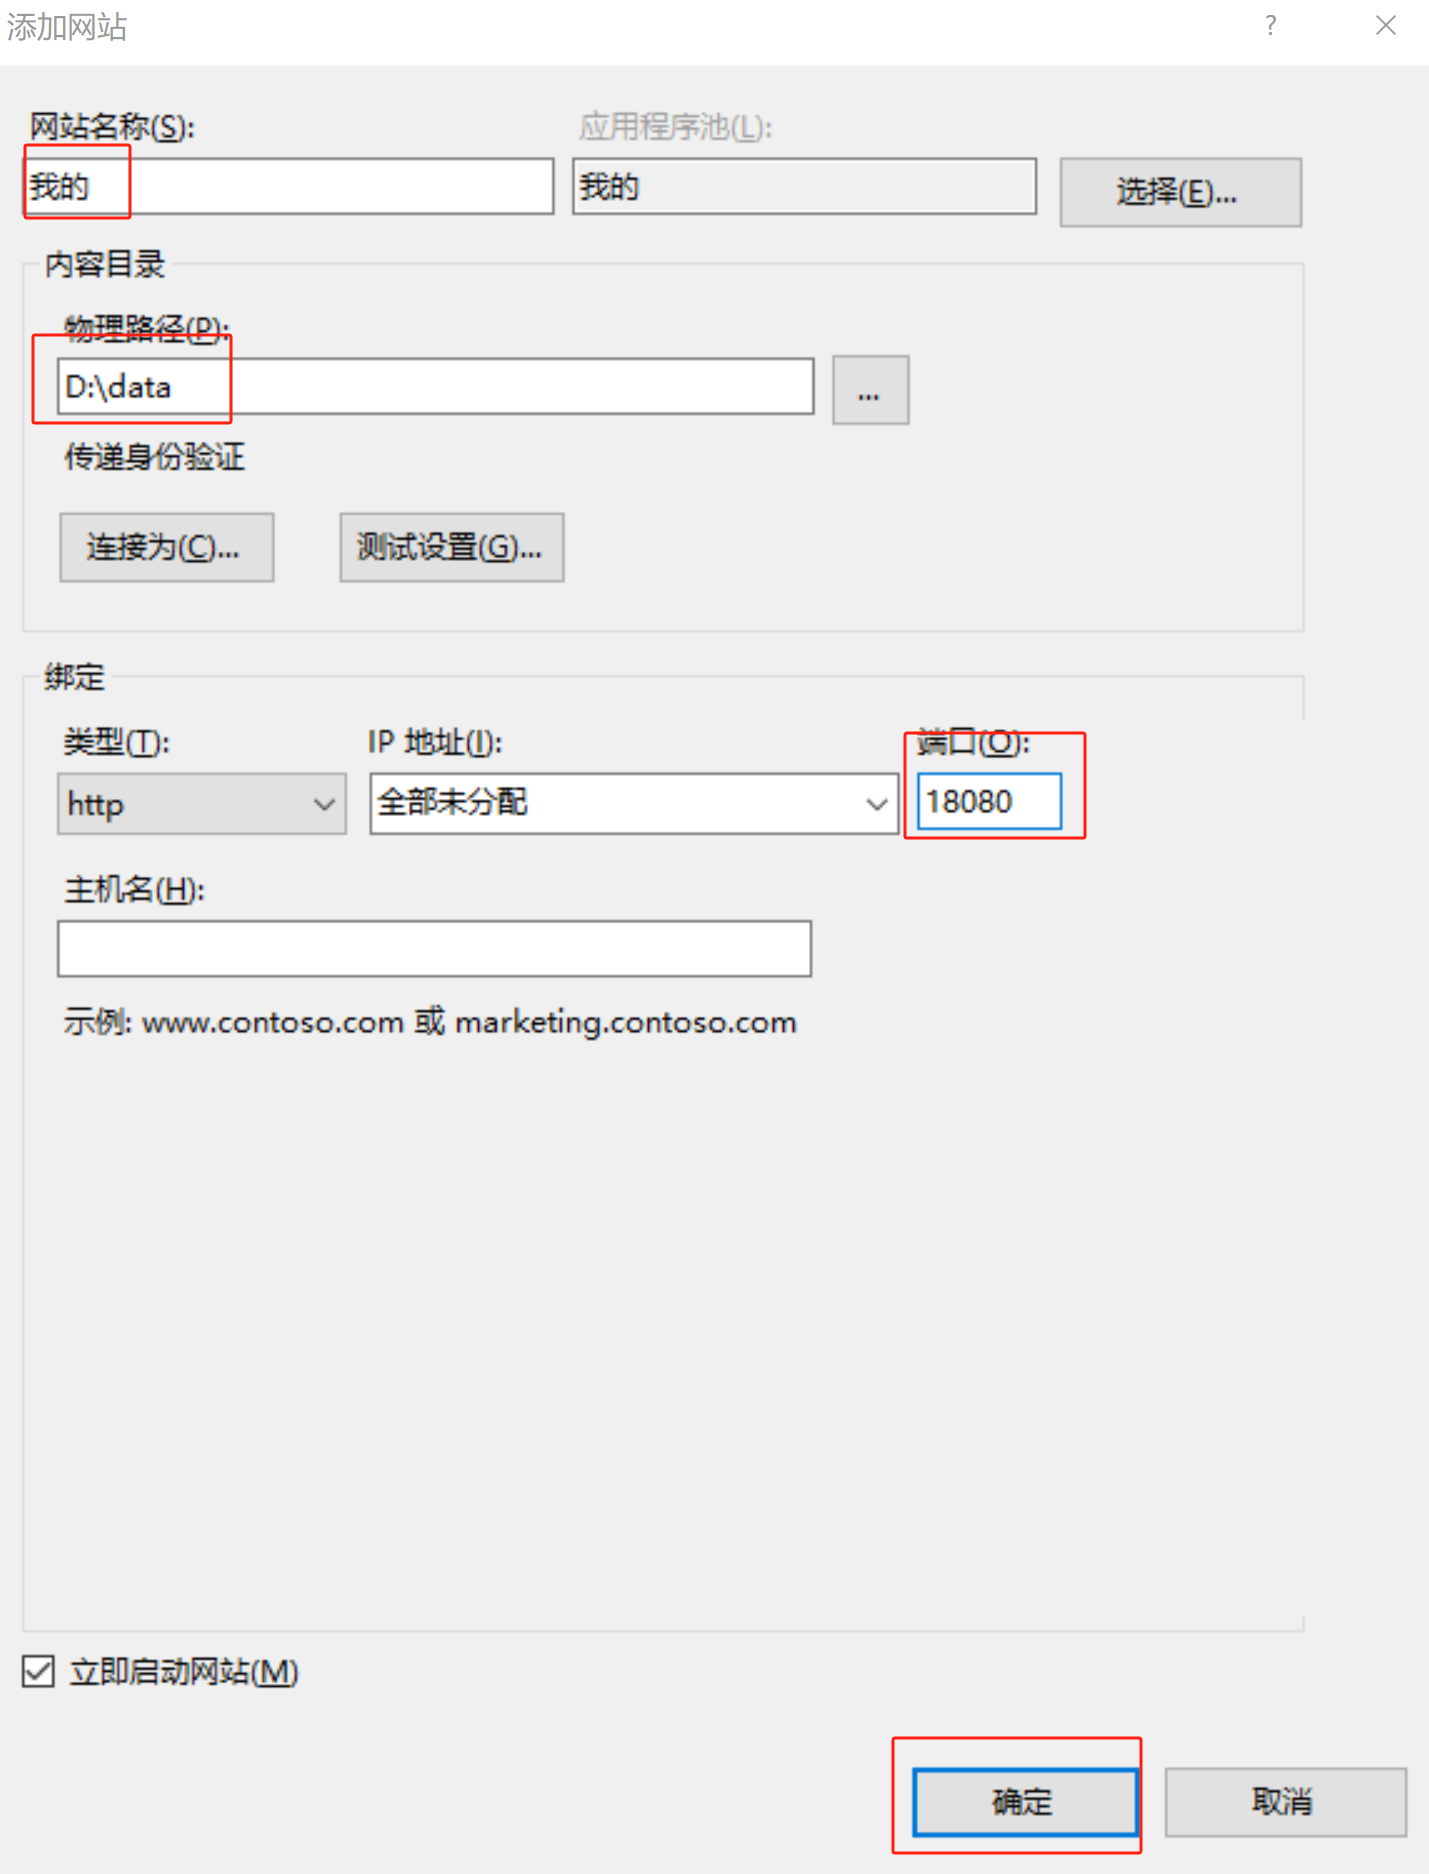 添加网站
?
网站名称(S): 应用程序池(L):
我的 我的 选择(E)...
内容目录
物理路径(P):
D:\data ...
传递身份验证
连接为(C)... 测试设置(G)...
绑定
类型(T): IP 地址(I): 端口(O):
http 全部未分配 18080
主机名(H):
示例: www.contoso.com 或 marketing.contoso.com
立即启动网站(M)
确定 取消